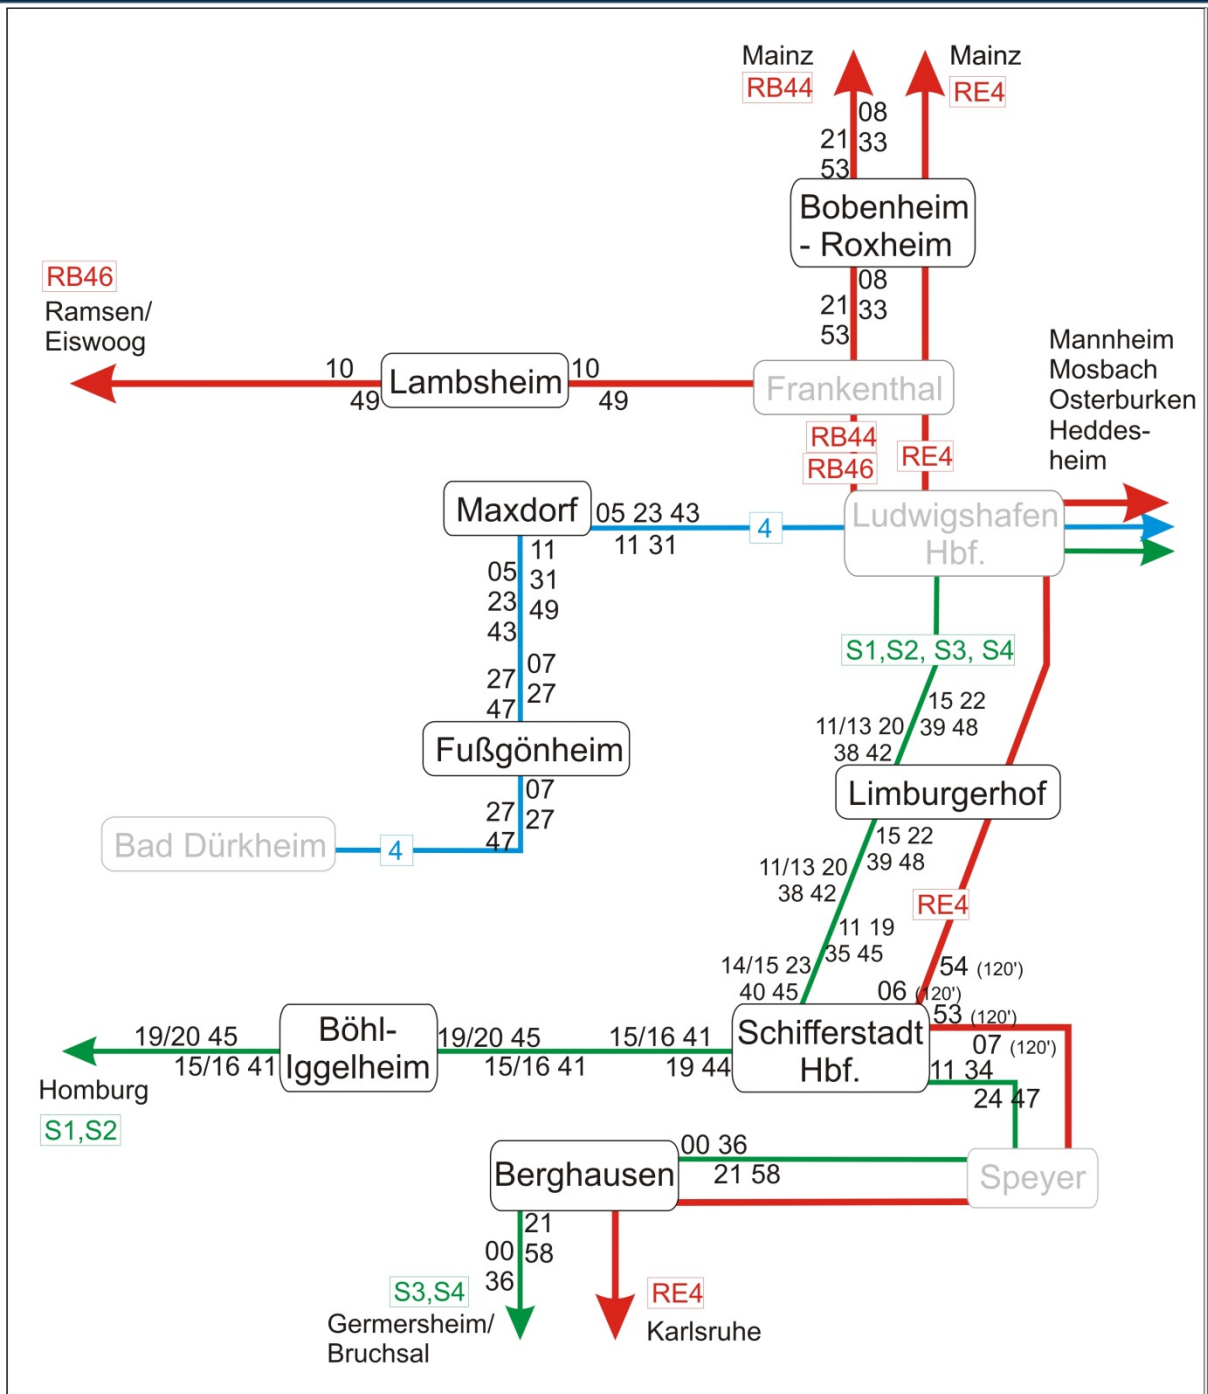 Mainz
RB44
Mainz
RE4
08
33
21
53
Bobenheim
- Roxheim
08
33
21
53
RB46
Ramsen/
Eiswoog
10
49
Lambsheim
10
49
Frankenthal
RB44
RB46
RE4
Mannheim
Mosbach
Osterburken
Heddes-
heim
Maxdorf
05 23 43
11 31
4
Ludwigshafen
Hbf.
11
31
49
05
23
43
07
27
27
47
Fußgönheim
07
27
27
47
Bad Dürkheim
4
S1,S2, S3, S4
15 22
39 48
11/13 20
38 42
Limburgerhof
15 22
39 48
11/13 20
38 42
RE4
11 19
35 45
14/15 23
40 45
54 (120')
06 (120')
53 (120')
07 (120')
Schifferstadt
Hbf.
11 34
24 47
19/20 45
15/16 41
Böhl-
Iggelheim
19/20 45
15/16 41
15/16 41
19 44
Homburg
S1,S2
Berghausen
00 36
21 58
Speyer
21
58
00
36
S3,S4
Germersheim/
Bruchsal
RE4
Karlsruhe